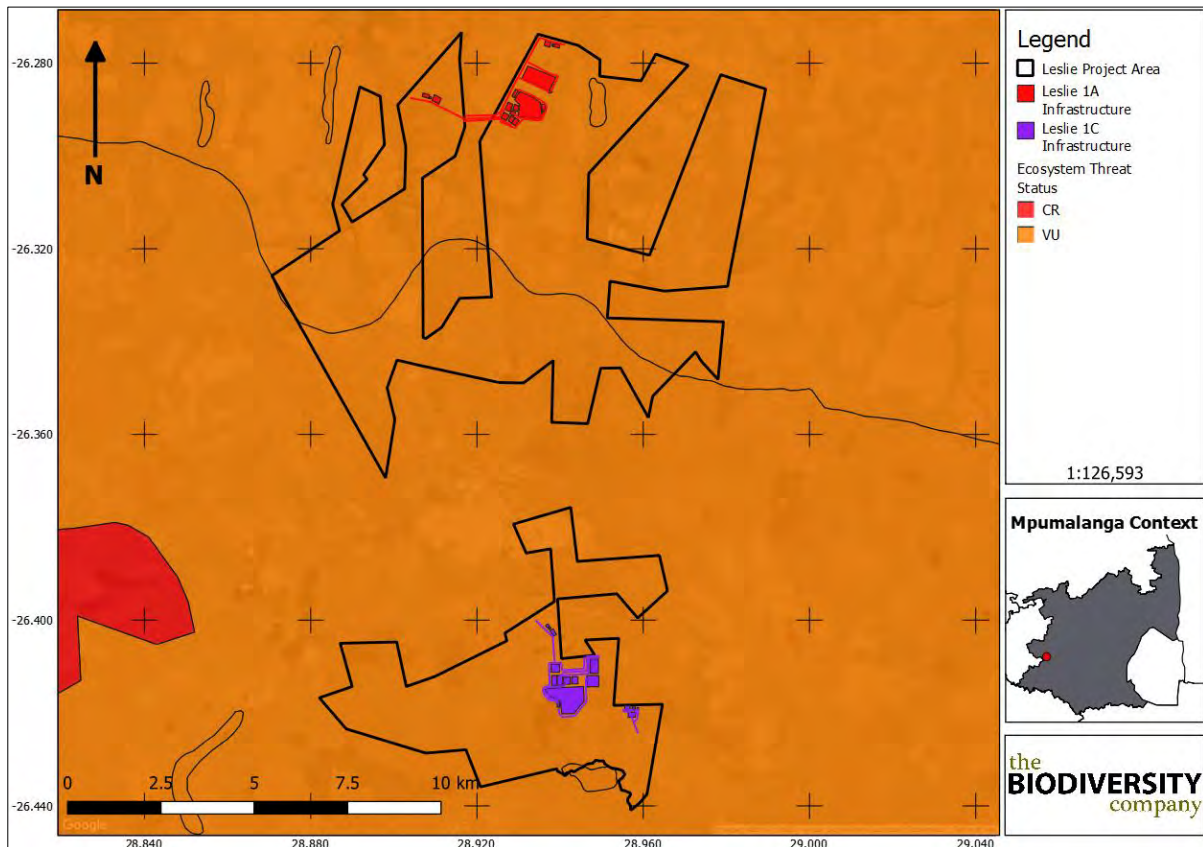 -26.280
-26.320
-26.360
-26.400
-26.440
N
0 2.5 5 7.5 10 km
Google
28.840 28.880 28.920 28.960 29.000 29.040
Legend
Leslie Project Area
Leslie 1A
Infrastructure
Leslie 1C
Infrastructure
Ecosystem Threat
Status
CR
VU
1:126,593
Mpumalanga Context
the
BIODIVERSITY
company